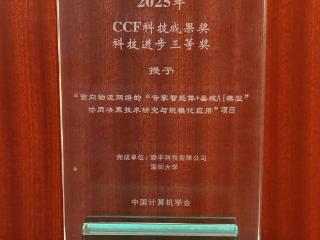 2025年
CCF科技成果奖
科技进步三等奖
授予
“面向物流网络的“专家智能体+垂域AI模型”
协同决策技术研究与规模化应用”项目
完成单位：顺丰科技有限公司
深圳大学
中国计算机学会